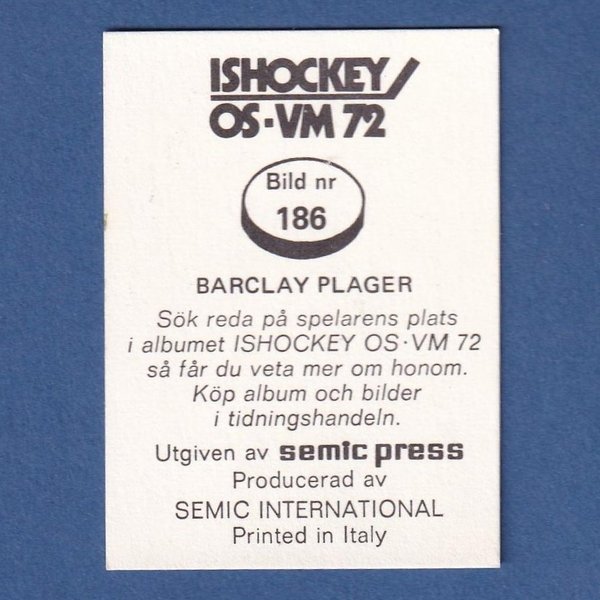 ISHOCKEY
OS·VM 72
Bild nr
186
BARCLAY PLAGER
Sök reda på spelarens plats
i albumet ISHOCKEY OS·VM 72
så får du veta mer om honom.
Köp album och bilder
i tidningshandeln.
Utgiven av semic press
Producerad av
SEMIC INTERNATIONAL
Printed in Italy